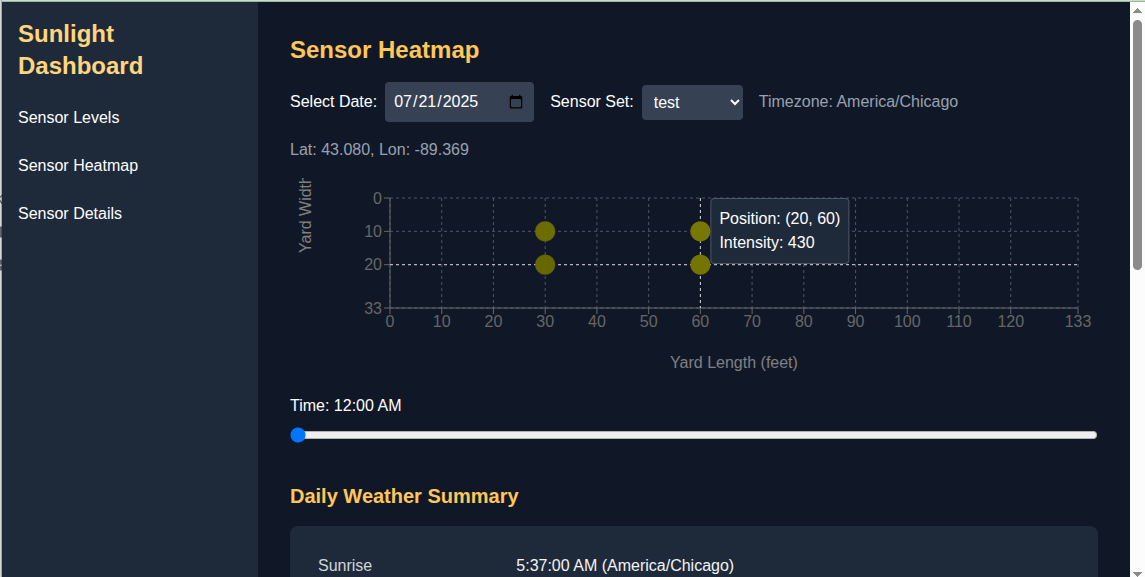 Sunlight
Dashboard
Sensor Levels
Sensor Heatmap
Sensor Details
Sensor Heatmap
Select Date: 07/21/2025 Sensor Set: test Timezone: America/Chicago
Lat: 43.080, Lon: -89.369
Yard Width
0
10
20
33
Position: (20, 60)
Intensity: 430
0 10 20 30 40 50 60 70 80 90 100 110 120 133
Yard Length (feet)
Time: 12:00 AM
Daily Weather Summary
Sunrise 5:37:00 AM (America/Chicago)